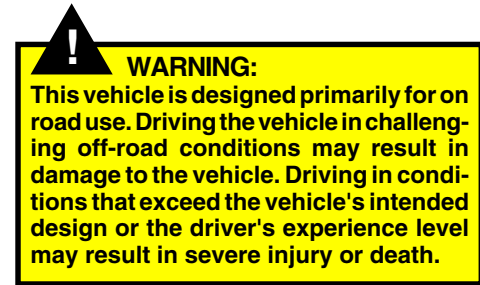 ! WARNING:
This vehicle is designed primarily for on
road use. Driving the vehicle in challeng-
ing off-road conditions may result in
damage to the vehicle. Driving in condi-
tions that exceed the vehicle's intended
design or the driver's experience level
may result in severe injury or death.